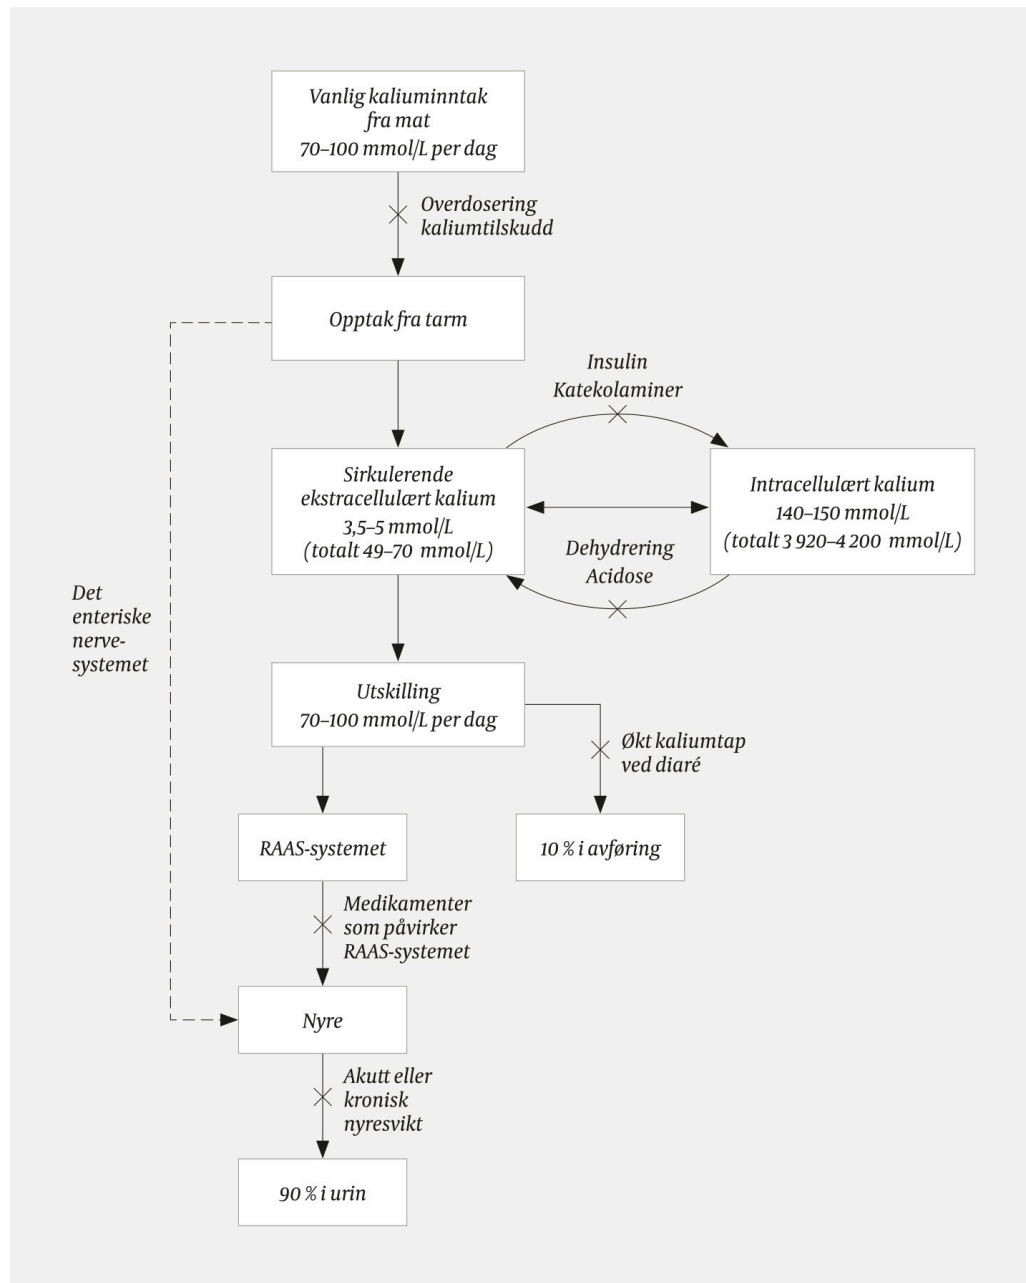 Vanlig kaliuminntak
fra mat
70–100 mmol/L per dag
Overdosering
kaliumtilskudd
Opptak fra tarm
Insulin
Katekolaminer
Sirkulerende
ekstracellulært kalium
3,5–5 mmol/L
(totalt 49–70 mmol/L)
Intracellulært kalium
140–150 mmol/L
(totalt 3 920–4 200 mmol/L)
Dehydrering
Acidose
Det
enteriske
nerve-
systemet
Utskilling
70–100 mmol/L per dag
Økt kaliumtap
ved diaré
RAAS-systemet
10 % i avføring
Medikamenter
som påvirker
RAAS-systemet
Nyre
Akutt eller
kronisk
nyresvikt
90 % i urin